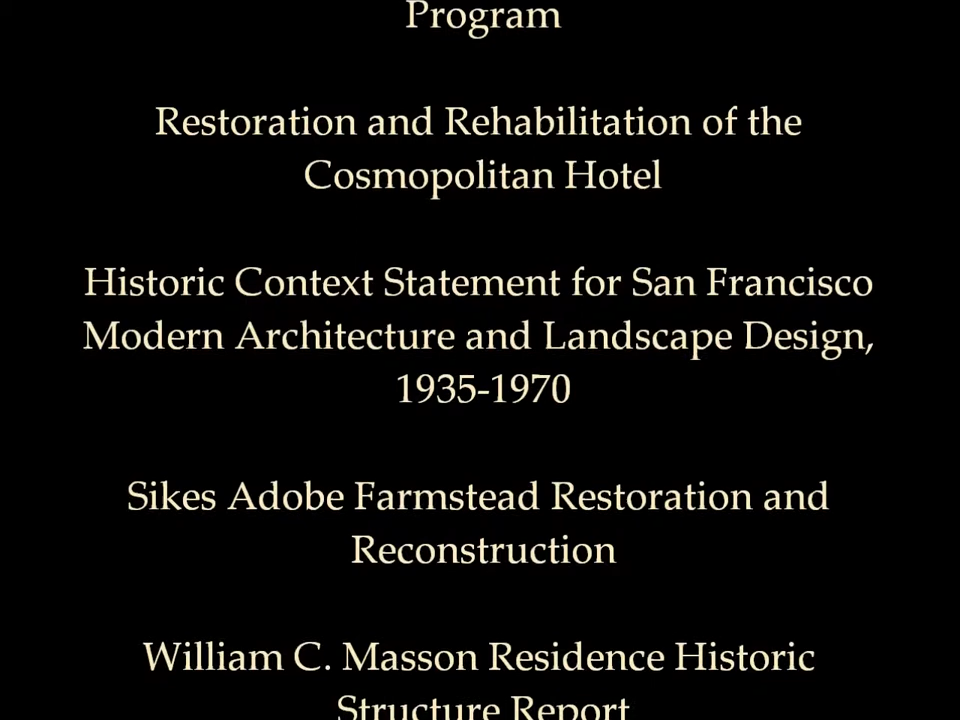 Program
Restoration and Rehabilitation of the
Cosmopolitan Hotel
Historic Context Statement for San Francisco
Modern Architecture and Landscape Design,
1935-1970
Sikes Adobe Farmstead Restoration and
Reconstruction
William C. Masson Residence Historic
Structure Report